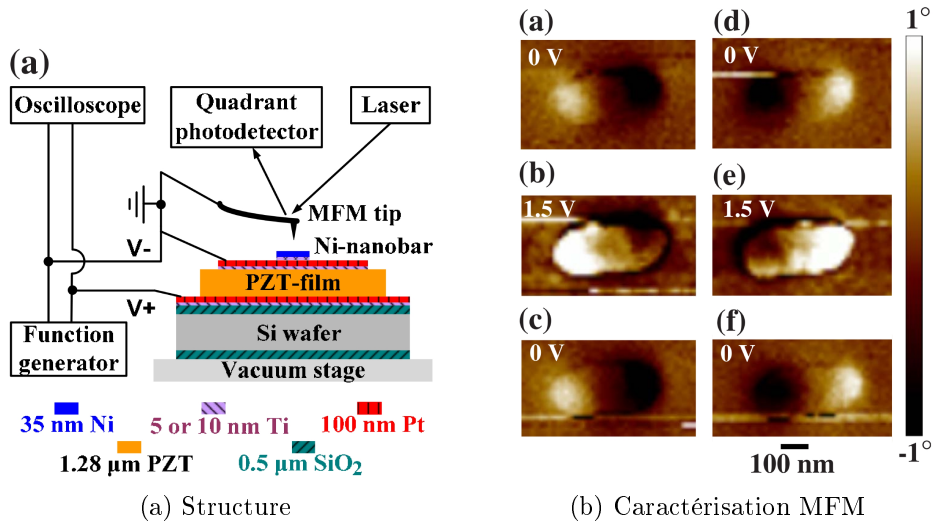 (a)
Oscilloscope
Quadrant
photodetector
Laser
MFM tip
Ni-nanobar
V-
PZT-film
V+
Function
generator
Si wafer
Vacuum stage
35 nm Ni
5 or 10 nm Ti
100 nm Pt
1.28 μm PZT
0.5 μm SiO₂
(a) Structure
(a)
0 V
(d)
0 V
1°
(b)
1.5 V
(e)
1.5 V
(c)
0 V
(f)
0 V
-1°
100 nm
(b) Caractérisation MFM